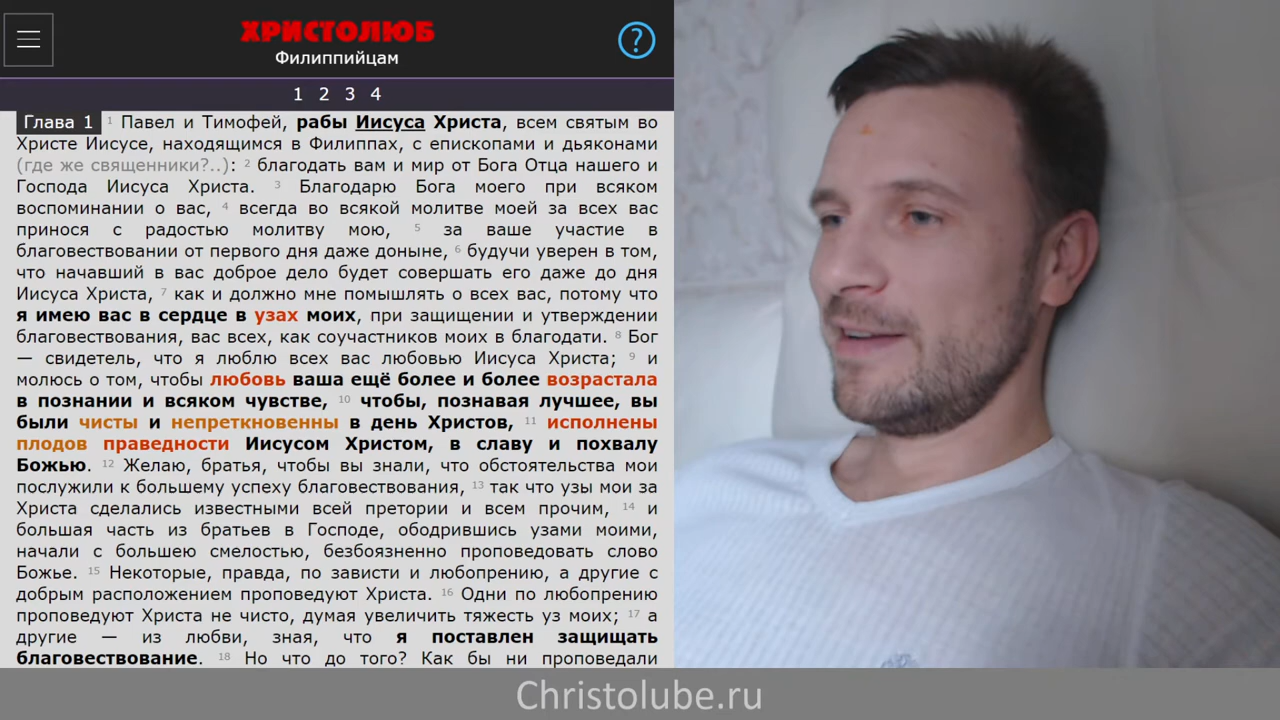 ХРИСТОЛЮБ
?
Филиппийцам
1 2 3 4
Глава 1 1 Павел и Тимофей, рабы Иисуса Христа, всем святым во
Христе Иисусе, находящимся в Филиппах, с епископами и дьяконами
(где же священники?..): 2 благодать вам и мир от Бога Отца нашего и
Господа Иисуса Христа. 3 Благодарю Бога моего при всяком
воспоминании о вас, 4 всегда во всякой молитве моей за всех вас
принося с радостью молитву мою, 5 за ваше участие в
благовествовании от первого дня даже доныне, 6 будучи уверен в том,
что начавший в вас доброе дело будет совершать его даже до дня
Иисуса Христа, 7 как и должно мне помышлять о всех вас, потому что
я имею вас в сердце в узах моих, при защищении и утверждении
благовествования, вас всех, как соучастников моих в благодати. 8 Бог
— свидетель, что я люблю всех вас любовью Иисуса Христа; 9 и
молюсь о том, чтобы любовь ваша ещё более и более возрастала
в познании и всяком чувстве, 10 чтобы, познавая лучшее, вы
были чисты и непреткновенны в день Христов, 11 исполнены
плодов праведности Иисусом Христом, в славу и похвалу
Божью. 12 Желаю, братья, чтобы вы знали, что обстоятельства мои
послужили к большему успеху благовествования, 13 так что узы мои за
Христа сделались известными всей претории и всем прочим, 14 и
большая часть из братьев в Господе, ободрившись узами моими,
начали с большею смелостью, безбоязненно проповедовать слово
Божье. 15 Некоторые, правда, по зависти и любопрению, а другие с
добрым расположением проповедуют Христа. 16 Одни по любопрению
проповедуют Христа не чисто, думая увеличить тяжесть уз моих; 17 а
другие — из любви, зная, что я поставлен защищать
благовествование. 18 Но что до того? Как бы ни проповедали
Christolube.ru